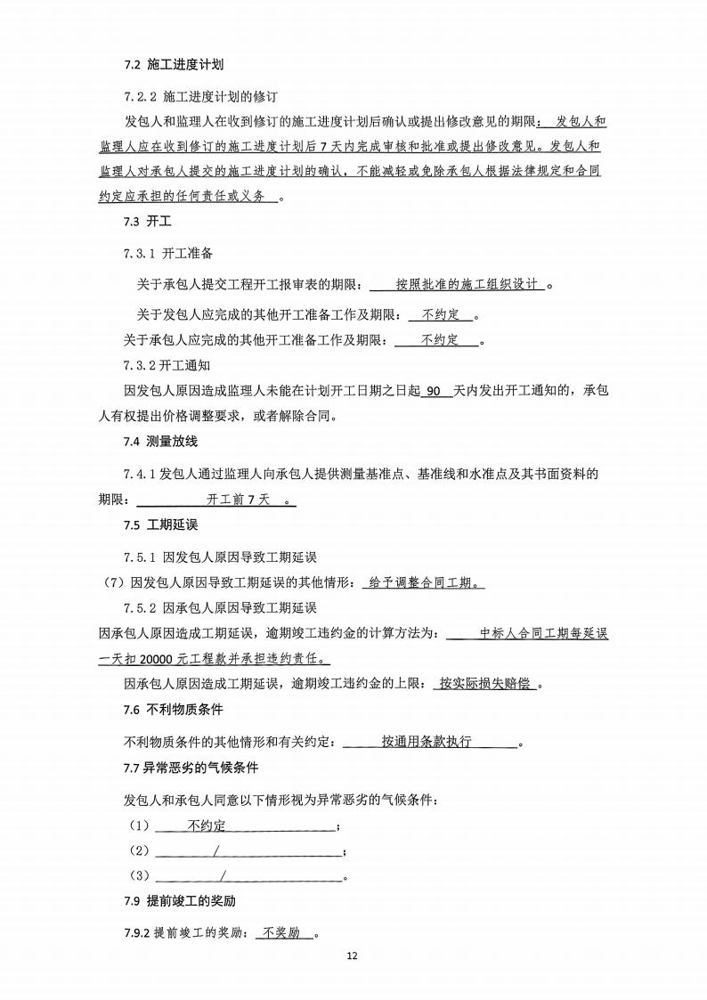 7.2 施工进度计划
7.2.2 施工进度计划的修订
发包人和监理人在收到修订的施工进度计划后确认或提出修改意见的期限： 发包人和
监理人应在收到修订的施工进度计划后 7 天内完成审核和批准或提出修改意见。发包人和
监理人对承包人提交的施工进度计划的确认，不能减轻或免除承包人根据法律规定和合同
约定应承担的任何责任或义务 。
7.3 开工
7.3.1 开工准备
关于承包人提交工程开工报审表的期限： 按照批准的施工组织设计 。
关于发包人应完成的其他开工准备工作及期限： 不约定 。
关于承包人应完成的其他开工准备工作及期限： 不约定 。
7.3.2开工通知
因发包人原因造成监理人未能在计划开工日期之日起 90 天内发出开工通知的，承包
人有权提出价格调整要求，或者解除合同。
7.4 测量放线
7.4.1发包人通过监理人向承包人提供测量基准点、基准线和水准点及其书面资料的
期限： 开工前 7 天 。
7.5 工期延误
7.5.1 因发包人原因导致工期延误
（7）因发包人原因导致工期延误的其他情形： 给予调整合同工期。
7.5.2 因承包人原因导致工期延误
因承包人原因造成工期延误，逾期竣工违约金的计算方法为： 中标人合同工期每延误
一天扣 20000 元工程款并承担违约责任。
因承包人原因造成工期延误，逾期竣工违约金的上限： 按实际损失赔偿 。
7.6 不利物质条件
不利物质条件的其他情形和有关约定： 按通用条款执行 。
7.7 异常恶劣的气候条件
发包人和承包人同意以下情形视为异常恶劣的气候条件：
（1） 不约定 ；
（2） / ；
（3） / 。
7.9 提前竣工的奖励
7.9.2 提前竣工的奖励： 不奖励 。
12